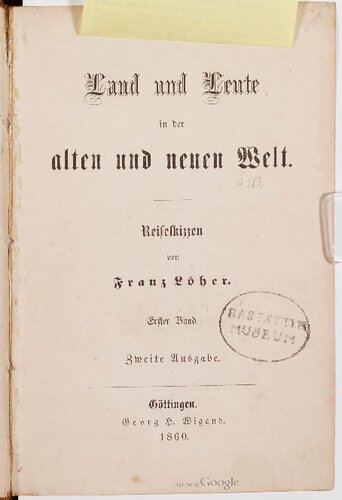 Land und Leute
in der
alten und neuen Welt.
Reiseskizzen
von
Franz Löher.
Erster Band
Zweite Ausgabe.
RASTATTER
MUSEUM
Göttingen.
Georg H. Wigand.
1860.
Google